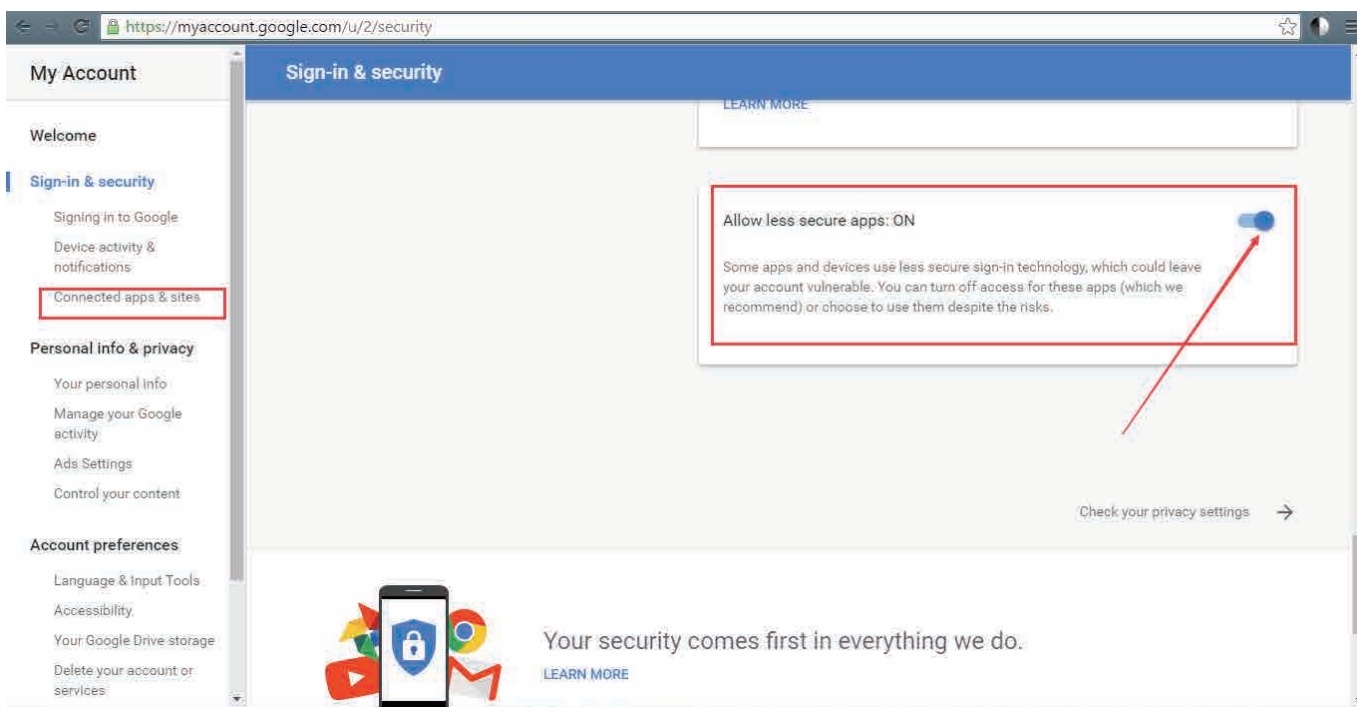 https://myaccount.google.com/u/2/security
My Account
Sign-in & security
Welcome
Sign-in & security
Signing in to Google
Device activity &
notifications
Connected apps & sites
Personal info & privacy
Your personal info
Manage your Google
activity
Ads Settings
Control your content
Account preferences
Language & Input Tools
Accessibility
Your Google Drive storage
Delete your account or
services
LEARN MORE
Allow less secure apps: ON
Some apps and devices use less secure sign-in technology, which could leave
your account vulnerable. You can turn off access for these apps (which we
recommend) or choose to use them despite the risks.
Check your privacy settings
Your security comes first in everything we do.
LEARN MORE